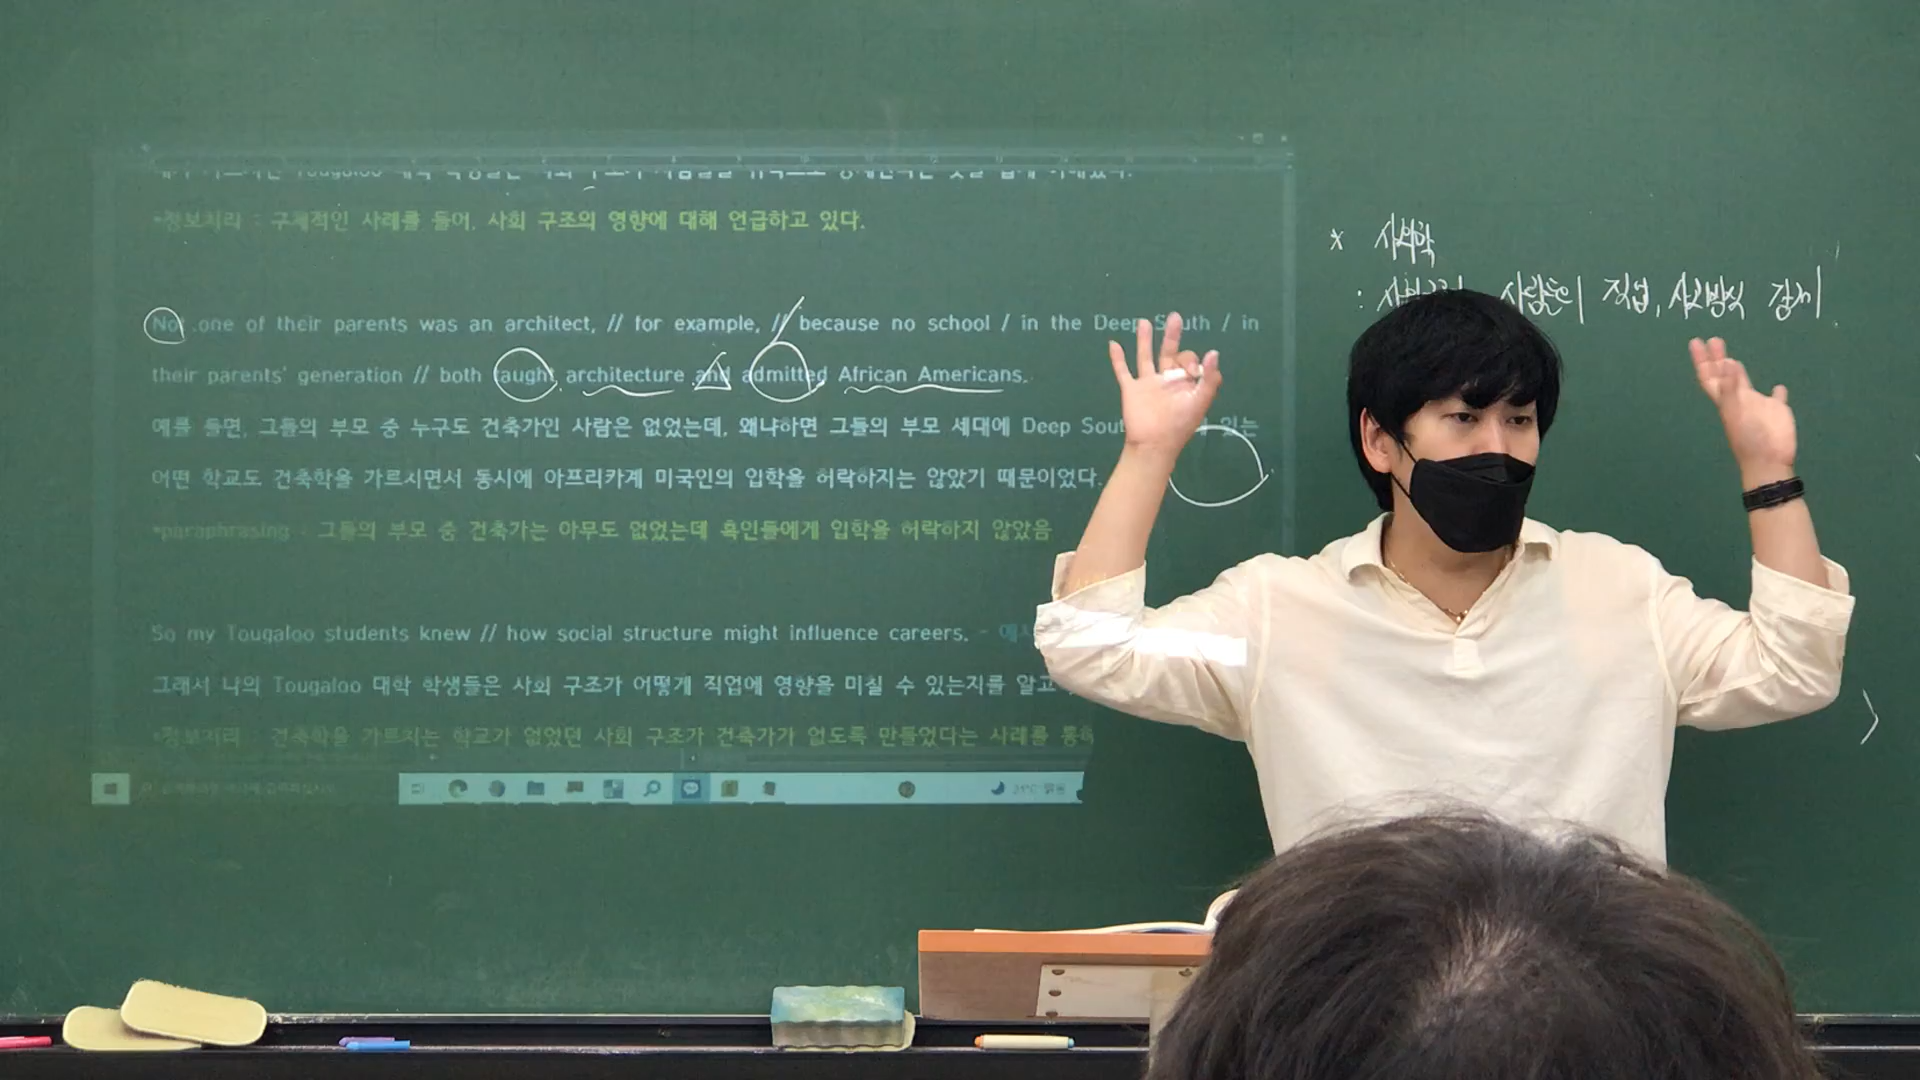 *정보처리 : 구체적인 사례를 들어, 사회 구조의 영향에 대해 언급하고 있다.
Not one of their parents was an architect, // for example, // because no school / in the Deep South / in
their parents' generation // both taught architecture and admitted African Americans.
예를 들면, 그들의 부모 중 누구도 건축가인 사람은 없었는데, 왜냐하면 그들의 부모 세대에 Deep 있는
어떤 학교도 건축학을 가르치면서 동시에 아프리카계 미국인의 입학을 허락하지는 않았기 때문이었다.
*paraphrasing - 그들의 부모 중 건축가는 아무도 없었는데 흑인들에게 입학을 허락하지 않았음
So my Tougaloo students knew // how social structure might influence careers. -
그래서 나의 Tougaloo 대학 학생들은 사회 구조가 어떻게 직업에 영향을 미칠 수 있는지를 알고
*정보처리 : 건축학을 가르치는 학교가 없었던 사회 구조가 건축가가 없도록 만들었다는 사례를
* 사회학
: 사람들의 직업,